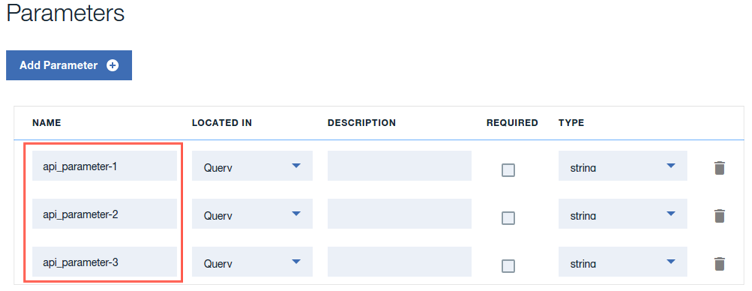 Parameters
Add Parameter
NAME LOCATED IN DESCRIPTION REQUIRED TYPE
api_parameter-1 Query string
api_parameter-2 Query string
api_parameter-3 Query string